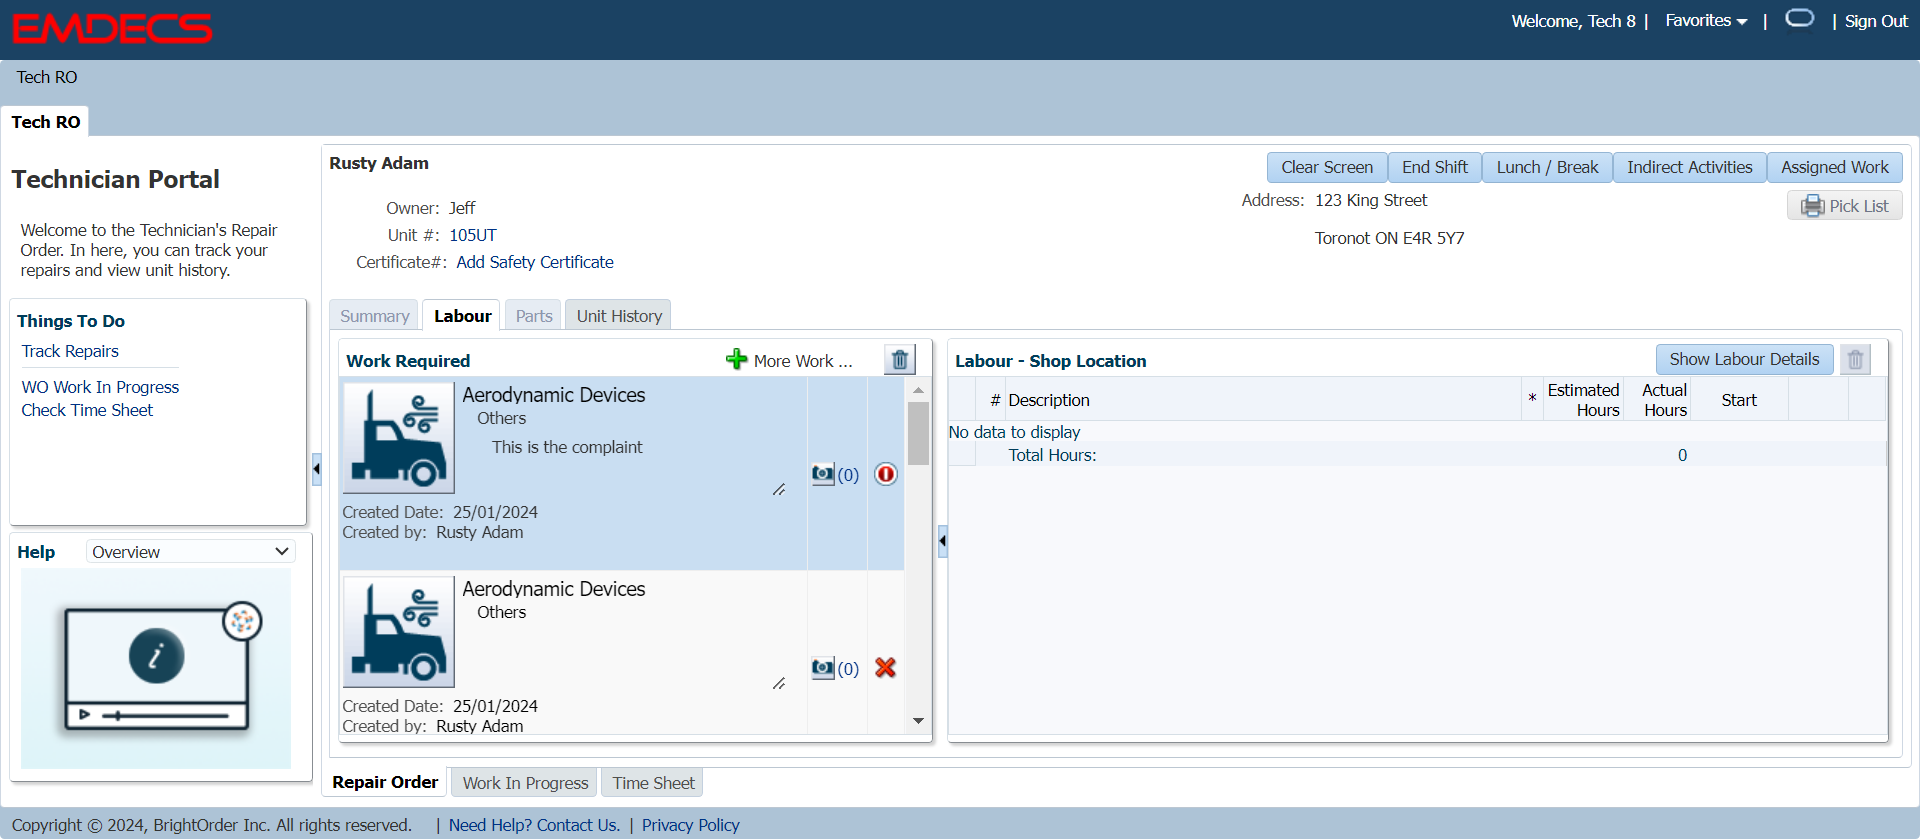 EMDECS
Welcome, Tech 8 | Favorites | | Sign Out
Tech RO
Tech RO
Technician Portal
Welcome to the Technician's Repair
Order. In here, you can track your
repairs and view unit history.
Things To Do
Track Repairs
WO Work In Progress
Check Time Sheet
Help Overview
i
Rusty Adam
Clear Screen End Shift Lunch / Break Indirect Activities Assigned Work
Owner: Jeff
Unit #: 105UT
Certificate#: Add Safety Certificate
Address: 123 King Street
Toronot ON E4R 5Y7
Pick List
Summary Labour Parts Unit History
Work Required More Work ...
Aerodynamic Devices
Others
This is the complaint
(0)
Created Date: 25/01/2024
Created by: Rusty Adam
Aerodynamic Devices
Others
(0)
Created Date: 25/01/2024
Created by: Rusty Adam
Labour - Shop Location Show Labour Details
# Description * Estimated Hours Actual Hours Start
No data to display
Total Hours: 0
Repair Order Work In Progress Time Sheet
Copyright © 2024, BrightOrder Inc. All rights reserved. | Need Help? Contact Us. | Privacy Policy